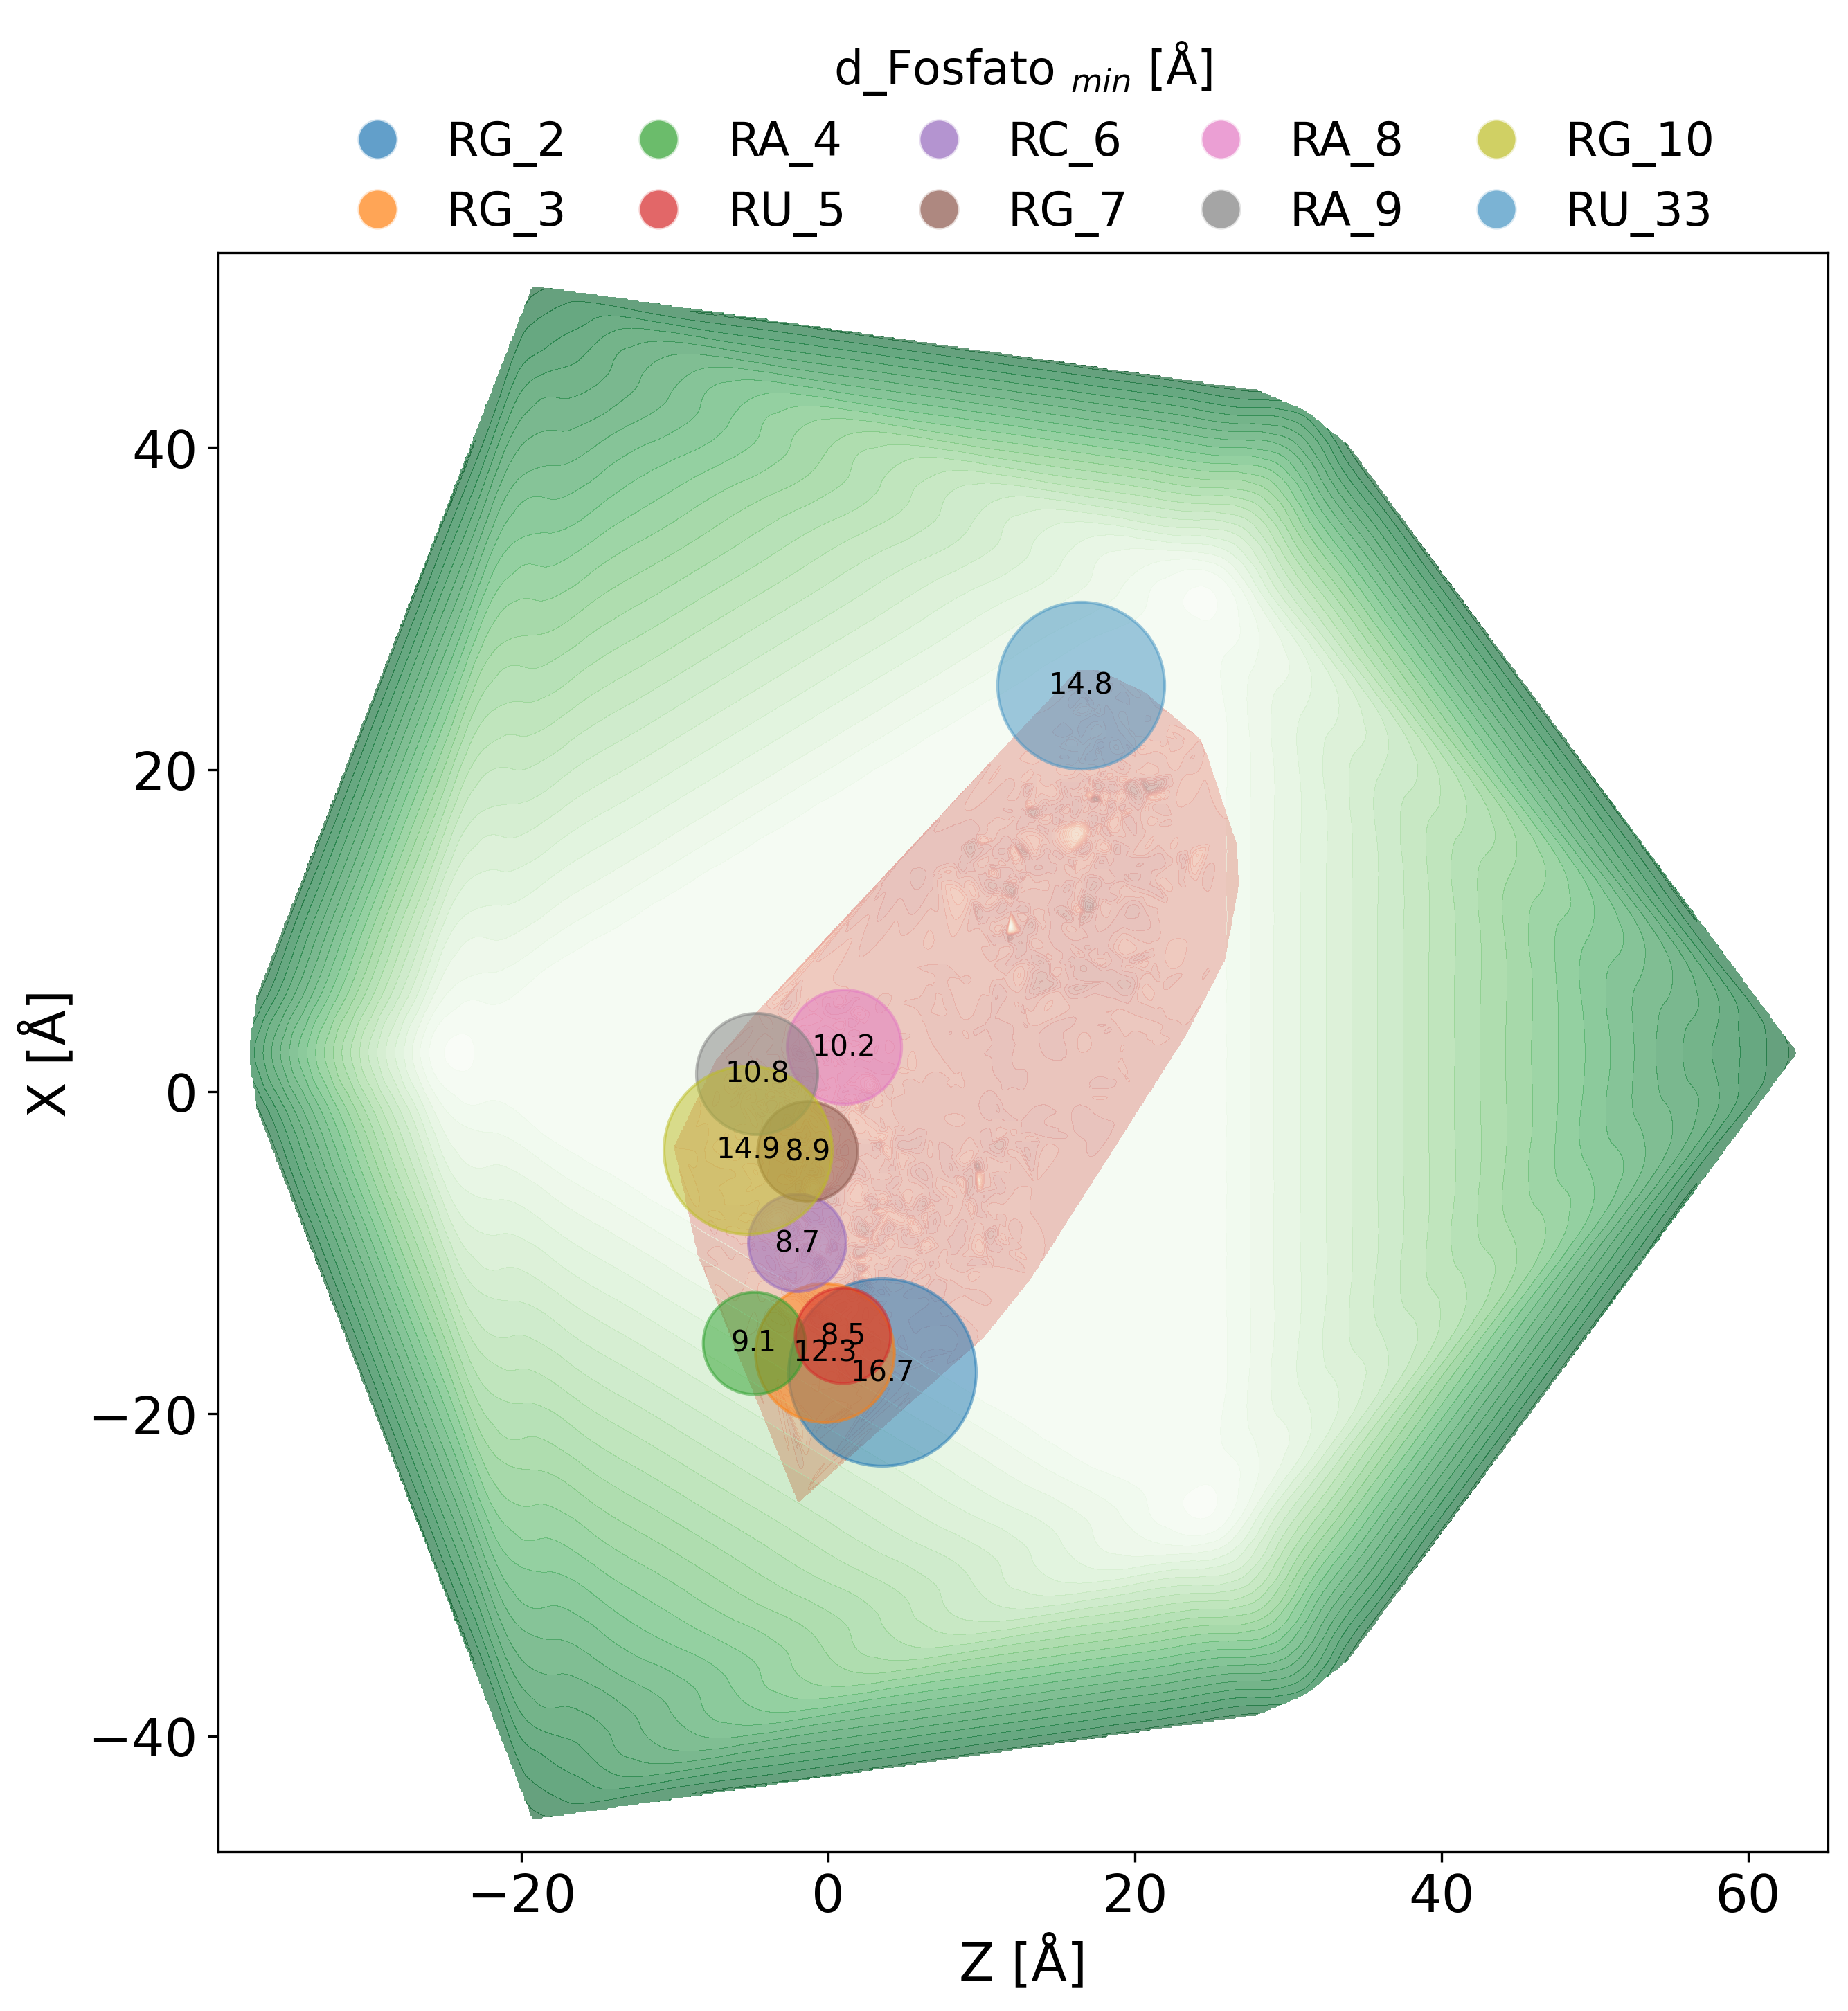 d_Fosfato min [Å]
RG_2 RA_4 RC_6 RA_8 RG_10
RG_3 RU_5 RG_7 RA_9 RU_33
40
20
0
−20
−40
X [Å]
14.8
10.2
10.8
14.9 8.9
8.7
8.5
9.1
12.3
16.7
−20 0 20 40 60
Z [Å]